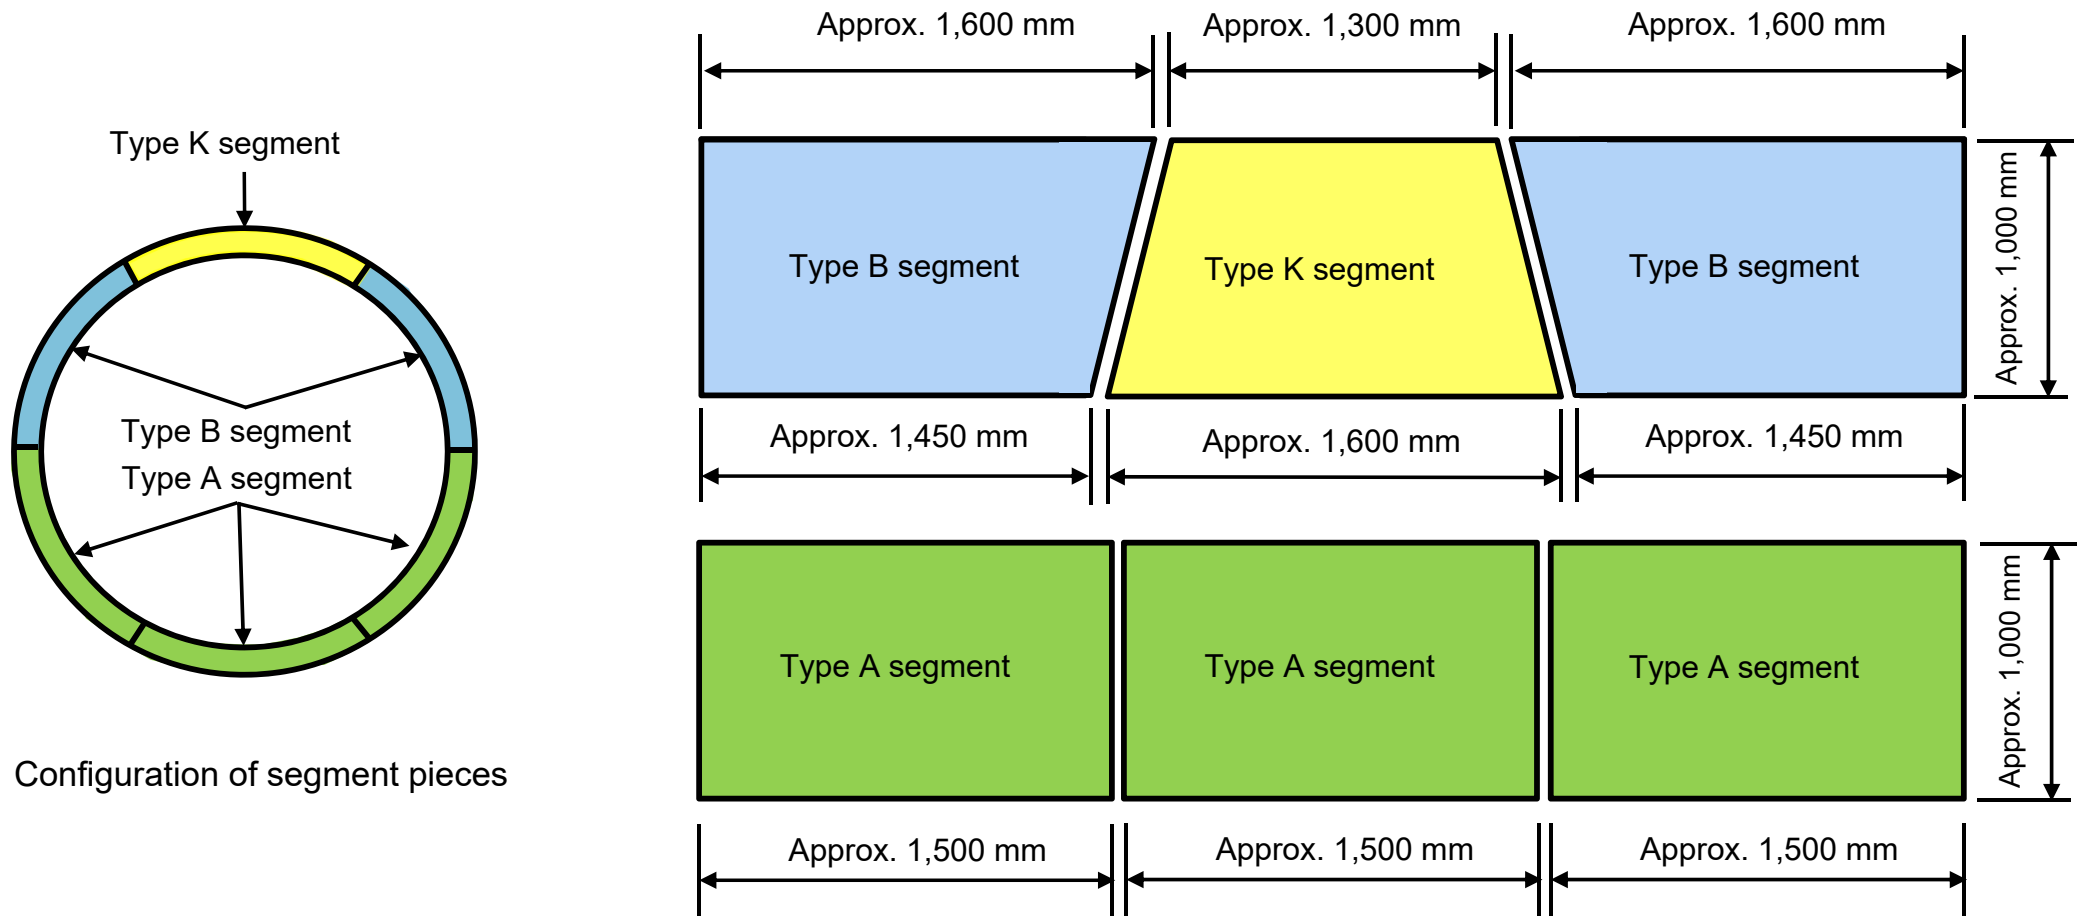 Approx. 1,600 mm
Approx. 1,300 mm
Approx. 1,600 mm
Type K segment
Type B segment
Type K segment
Type B segment
Approx. 1,000 mm
Type B segment
Type A segment
Approx. 1,450 mm
Approx. 1,600 mm
Approx. 1,450 mm
Type A segment
Type A segment
Type A segment
Approx. 1,000 mm
Configuration of segment pieces
Approx. 1,500 mm
Approx. 1,500 mm
Approx. 1,500 mm